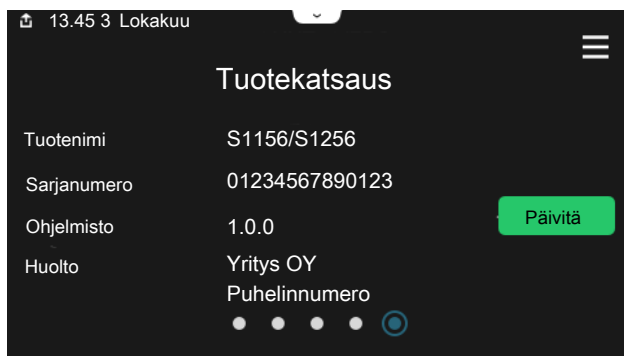 13.45 3 Lokakuu
Tuotekatsaus
Tuotenimi S1156/S1256
Sarjanumero 01234567890123
Ohjelmisto 1.0.0 Päivitä
Huolto Yritys OY
Puhelinnumero